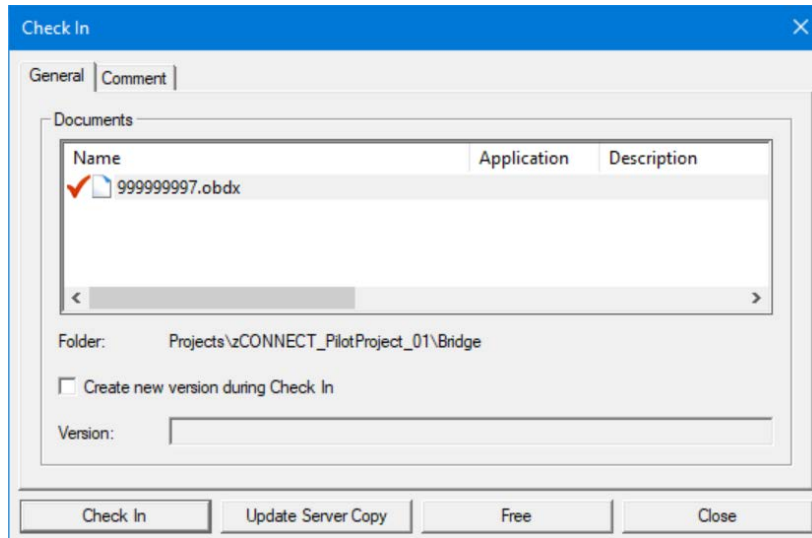 Check In
General Comment
Documents
Name Application Description
999999997.obdx
Folder: Projects\zCONNECT_PilotProject_01\Bridge
Create new version during Check In
Version:
Check In Update Server Copy Free Close